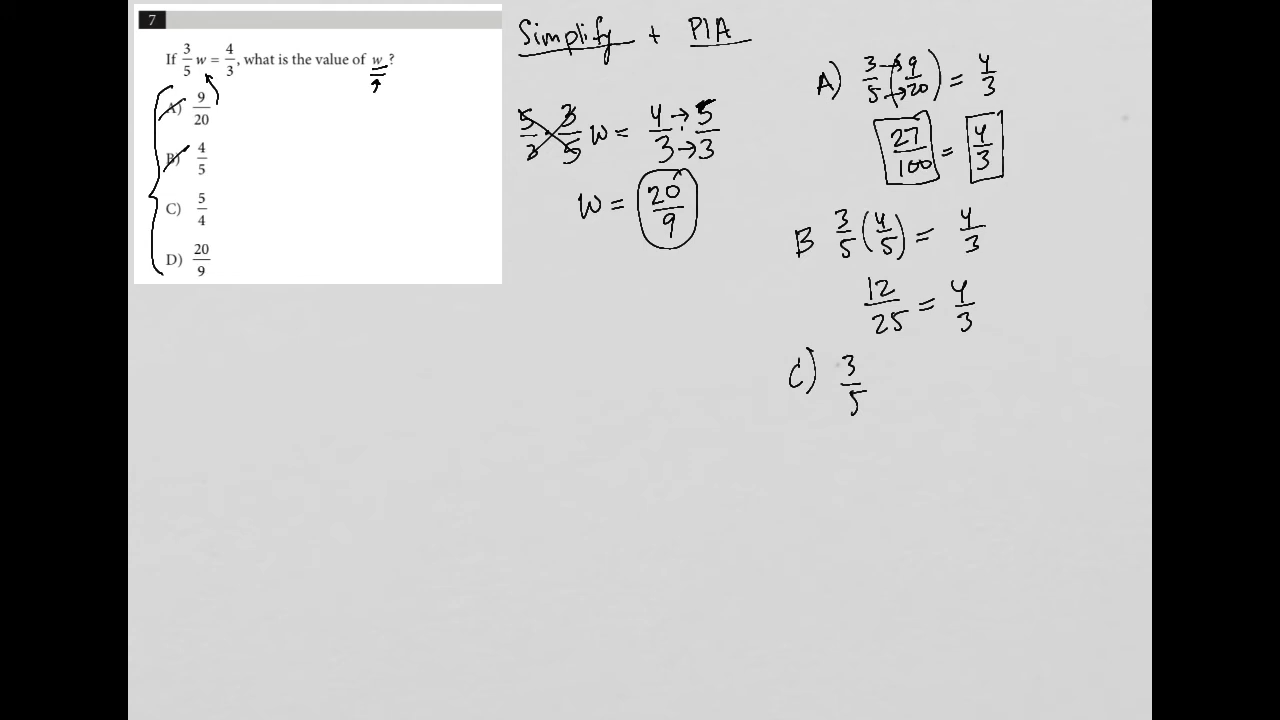 7
If 3/5 w = 4/3, what is the value of w ?
A) 9/20
B) 4/5
C) 5/4
D) 20/9
Simplify + PIA
5/3 · 3/5 w = 4/3 · 5/3
w = 20/9
A) 3/5 (9/20) = 4/3
27/100 = 4/3
B 3/5 (4/5) = 4/3
12/25 = 4/3
C) 3/5